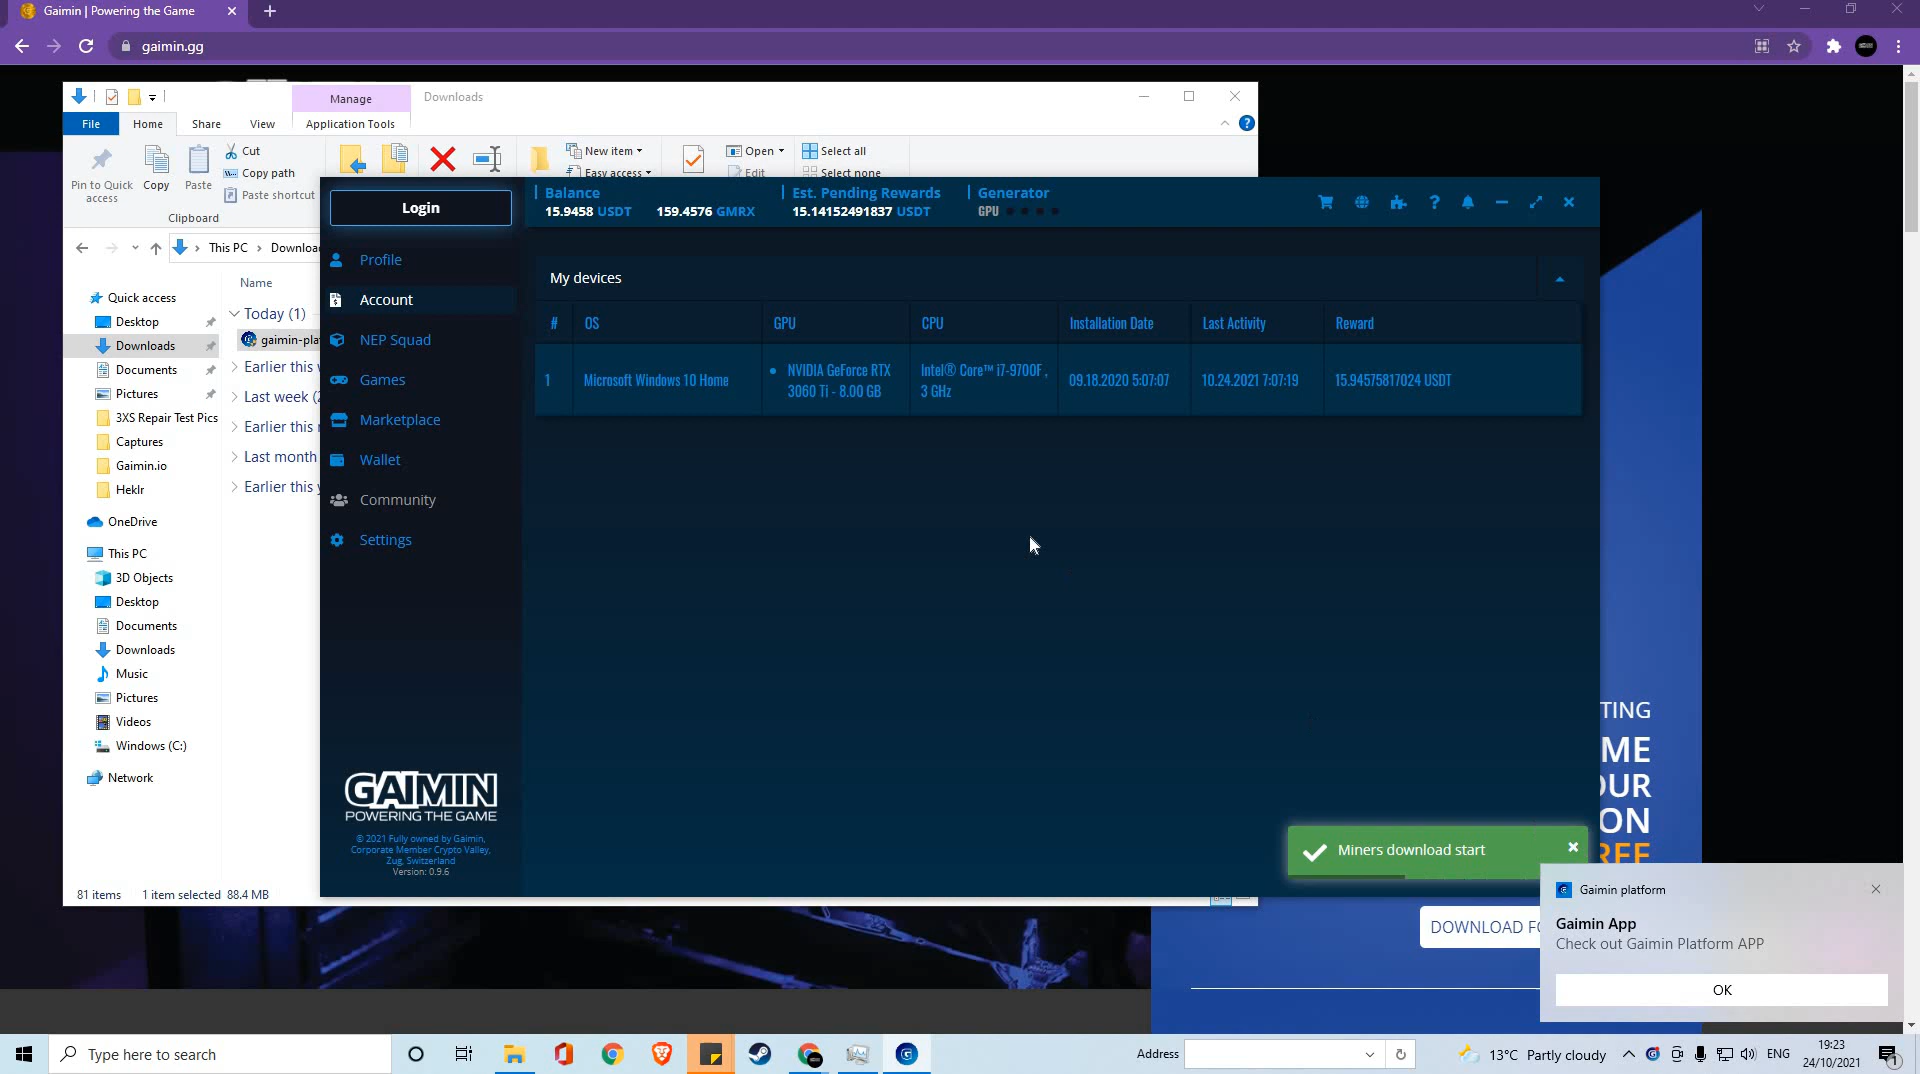 Gaimin | Powering the Game
gaimin.gg
Manage
Downloads
File
Home
Share
View
Application Tools
Pin to Quick
access
Copy
Paste
Cut
Copy path
Paste shortcut
Clipboard
New item
Easy access
Open
Edit
Select all
Select none
This PC
Downloa
Name
Quick access
Desktop
Downloads
Documents
Pictures
3XS Repair Test Pics
Captures
Gaimin.io
Heklr
OneDrive
This PC
3D Objects
Desktop
Documents
Downloads
Music
Pictures
Videos
Windows (C:)
Network
Today (1)
gaimin-pla
Earlier this
Last week (2
Earlier this
Last month
Earlier this y
81 items
1 item selected 88.4 MB
Login
Profile
Account
NEP Squad
Games
Marketplace
Wallet
Community
Settings
GAIMIN
POWERING THE GAME
© 2021 Fully owned by Gaimin,
Corporate Member Crypto Valley,
Zug, Switzerland
Version: 0.9.6
Balance
15.9458 USDT
159.4576 GMRX
Est. Pending Rewards
15.14152491837 USDT
Generator
GPU
My devices
# OS GPU CPU Installation Date Last Activity Reward
1
Microsoft Windows 10 Home
NVIDIA GeForce RTX
3060 Ti - 8.00 GB
Intel® Core™ i7-9700F ,
3 GHz
09.18.2020 5:07:07
10.24.2021 7:07:19
15.94575817024 USDT
Miners download start
TING
ME
OUR
ON
REE
DOWNLOAD FO
Gaimin platform
Gaimin App
Check out Gaimin Platform APP
OK
Type here to search
Address
13°C Partly cloudy
ENG
19:23
24/10/2021
1